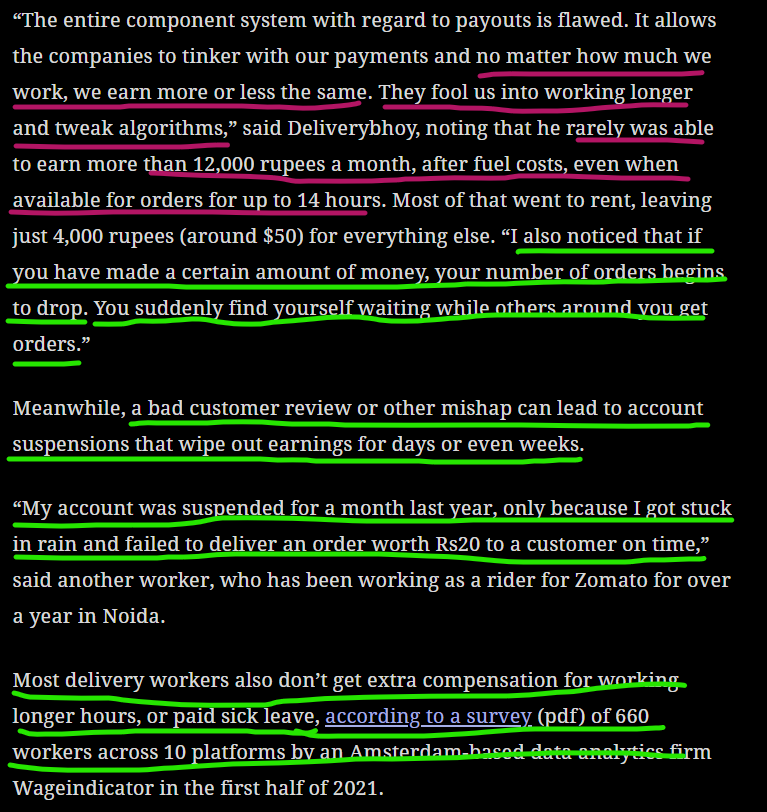 “The entire component system with regard to payouts is flawed. It allows
the companies to tinker with our payments and no matter how much we
work, we earn more or less the same. They fool us into working longer
and tweak algorithms,” said Deliverybhoy, noting that he rarely was able
to earn more than 12,000 rupees a month, after fuel costs, even when
available for orders for up to 14 hours. Most of that went to rent, leaving
just 4,000 rupees (around $50) for everything else. “I also noticed that if
you have made a certain amount of money, your number of orders begins
to drop. You suddenly find yourself waiting while others around you get
orders.”
Meanwhile, a bad customer review or other mishap can lead to account
suspensions that wipe out earnings for days or even weeks.
“My account was suspended for a month last year, only because I got stuck
in rain and failed to deliver an order worth Rs20 to a customer on time,”
said another worker, who has been working as a rider for Zomato for over
a year in Noida.
Most delivery workers also don’t get extra compensation for working
longer hours, or paid sick leave, according to a survey (pdf) of 660
workers across 10 platforms by an Amsterdam-based data analytics firm
Wageindicator in the first half of 2021.